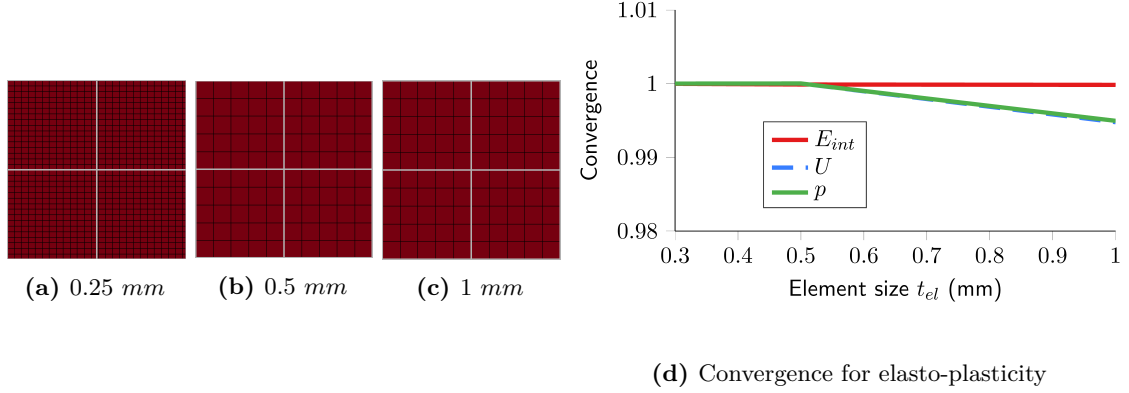 (a) 0.25 mm
(b) 0.5 mm
(c) 1 mm
1.01
1
0.99
0.98
Convergence
E_int
U
p
0.3 0.4 0.5 0.6 0.7 0.8 0.9 1
Element size t_el (mm)
(d) Convergence for elasto-plasticity